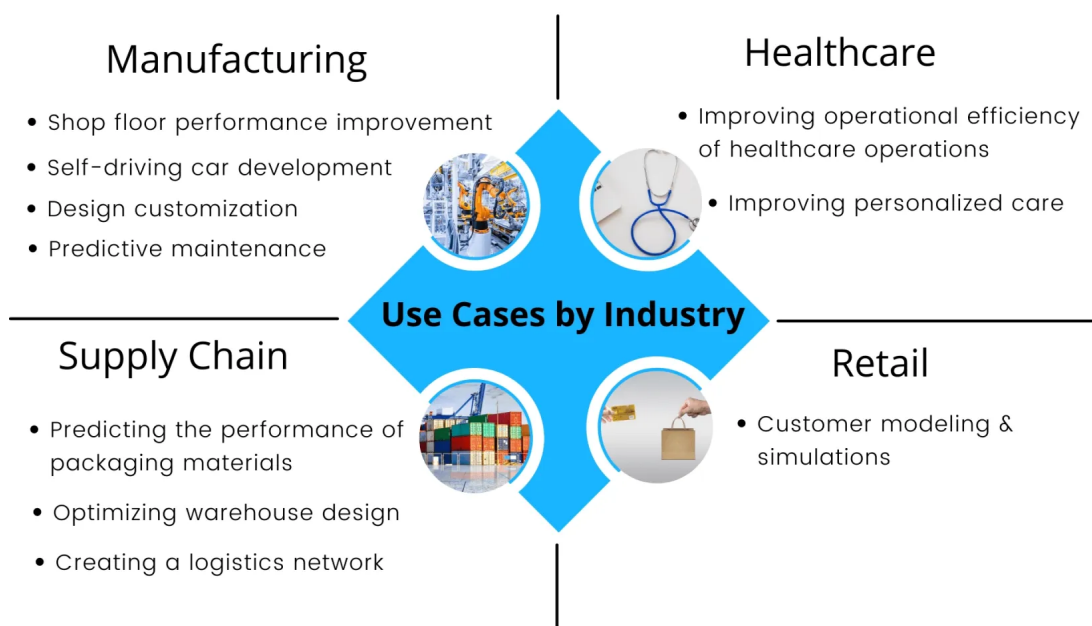 Manufacturing
• Shop floor performance improvement
• Self-driving car development
• Design customization
• Predictive maintenance
Healthcare
• Improving operational efficiency
of healthcare operations
• Improving personalized care
Use Cases by Industry
Supply Chain
• Predicting the performance of
packaging materials
• Optimizing warehouse design
• Creating a logistics network
Retail
• Customer modeling &
simulations